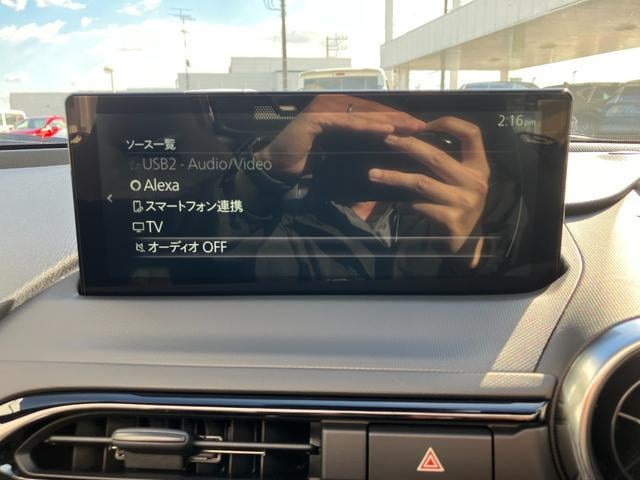 2:16pm
ソース一覧
USB2 - Audio/Video
Alexa
スマートフォン連携
TV
オーディオ OFF